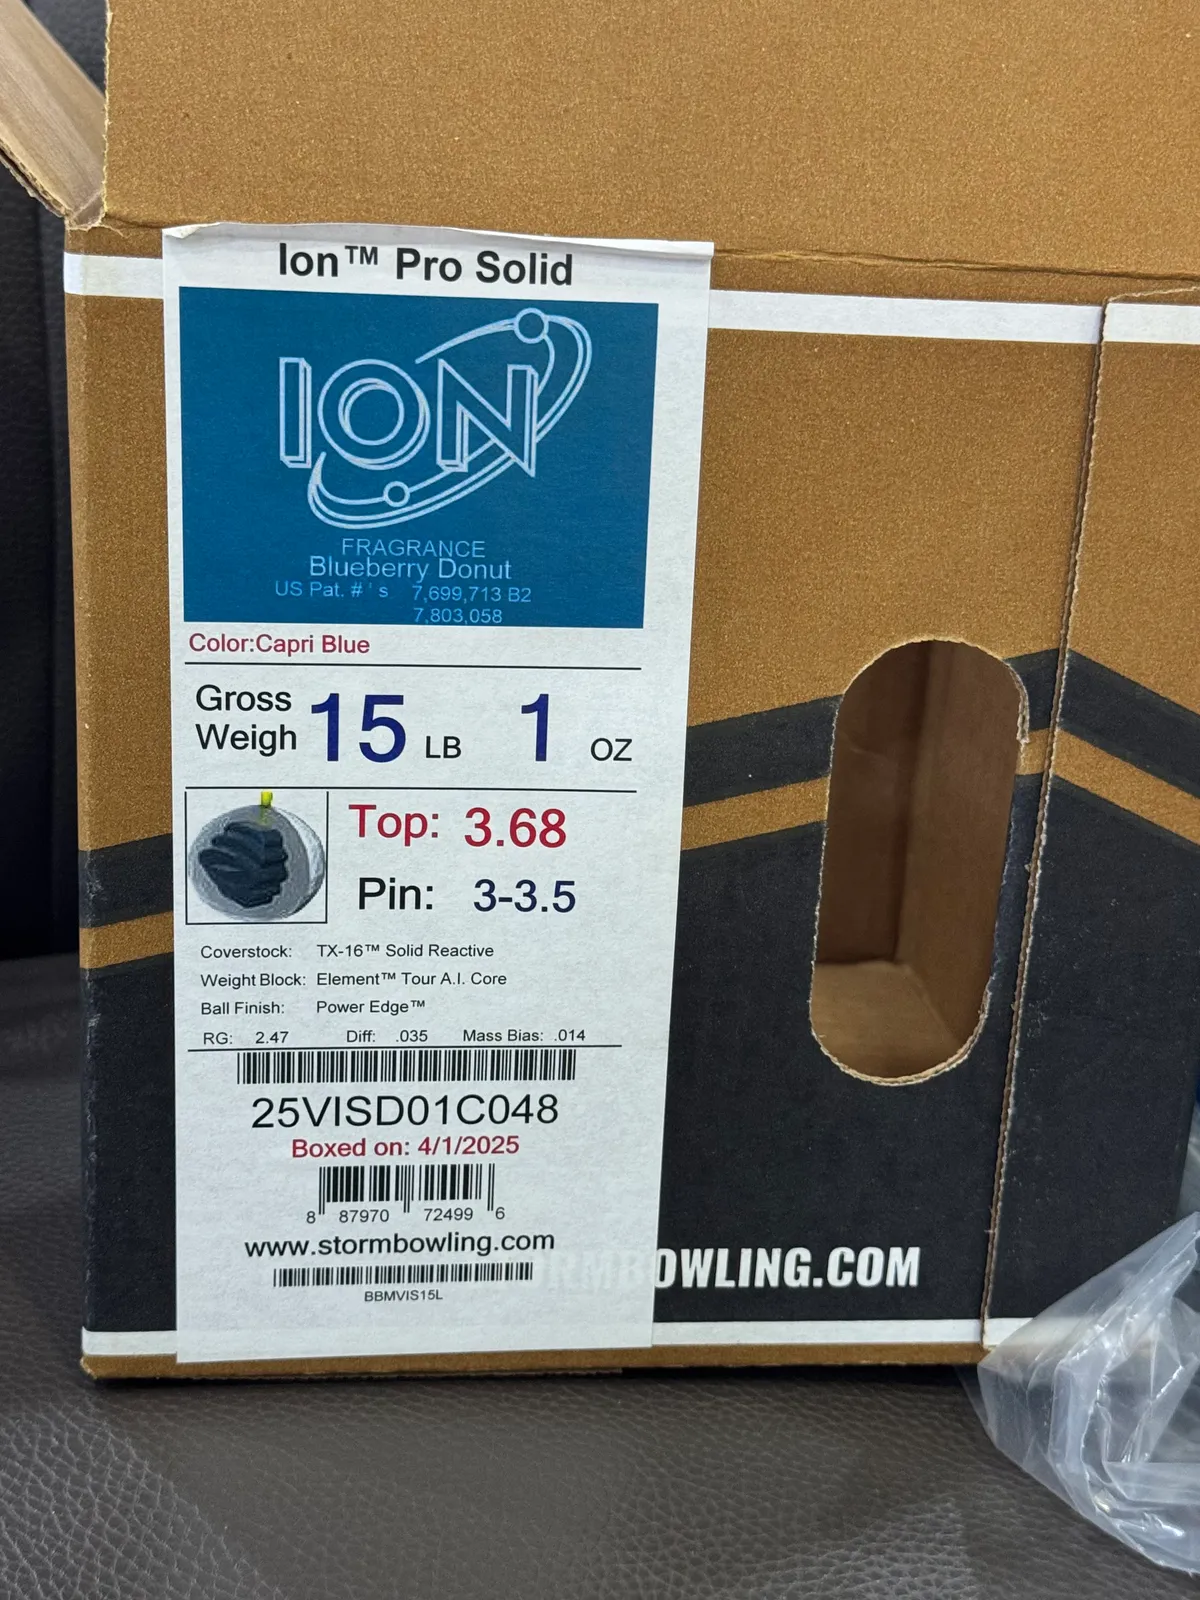 Ion™ Pro Solid
ION
FRAGRANCE
Blueberry Donut
US Pat. # ' s 7,699,713 B2
7,803,058
Color:Capri Blue
Gross
Weigh 15 LB 1 OZ
Top: 3.68
Pin: 3-3.5
Coverstock: TX-16™ Solid Reactive
Weight Block: Element™ Tour A.I. Core
Ball Finish: Power Edge™
RG: 2.47 Diff: .035 Mass Bias: .014
25VISD01C048
Boxed on: 4/1/2025
8 87970 72499 6
www.stormbowling.com
BBMVIS15L
ORMBOWLING.COM